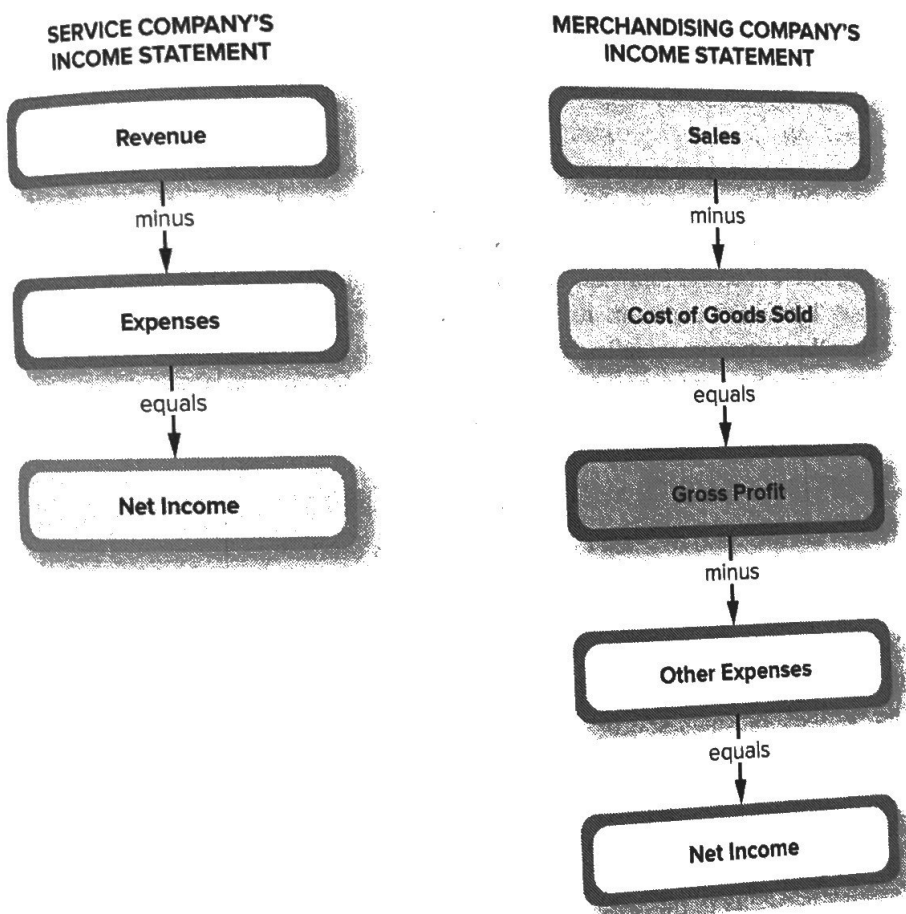 SERVICE COMPANY'S
INCOME STATEMENT
Revenue
minus
Expenses
equals
Net Income
MERCHANDISING COMPANY'S
INCOME STATEMENT
Sales
minus
Cost of Goods Sold
equals
Gross Profit
minus
Other Expenses
equals
Net Income